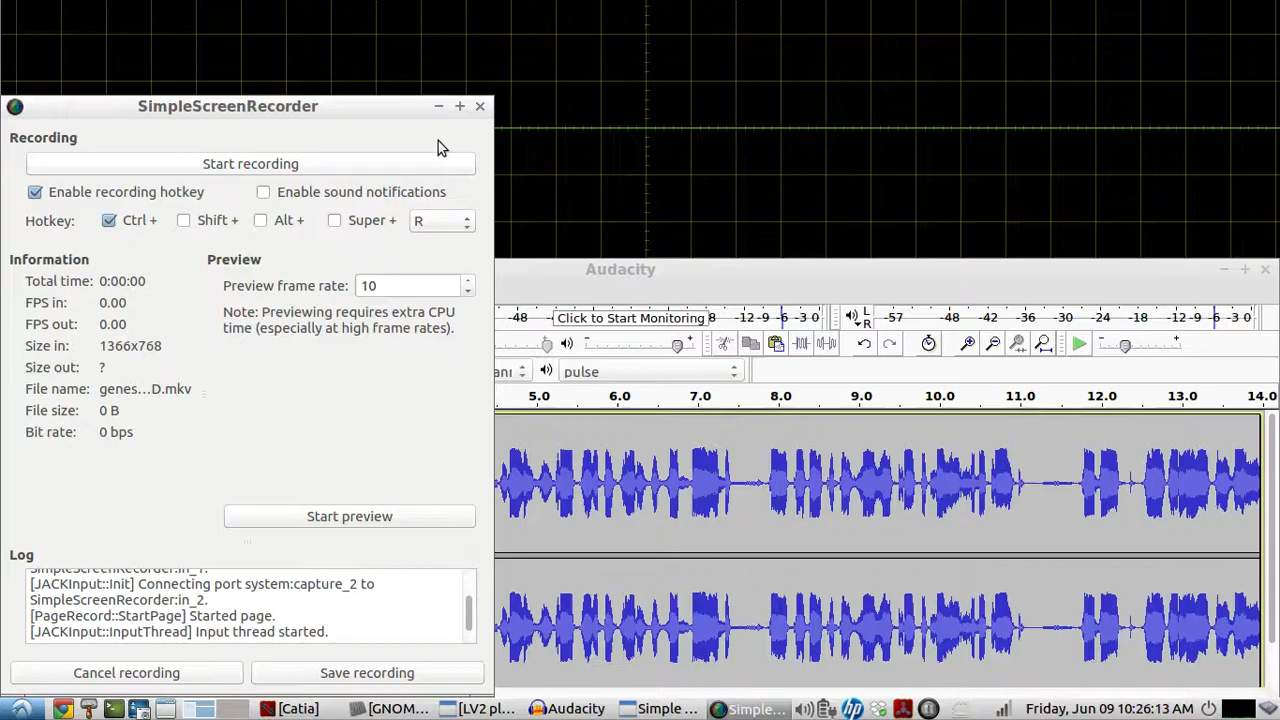 SimpleScreenRecorder
Recording
Start recording
Enable recording hotkey
Enable sound notifications
Hotkey:
Ctrl +
Shift +
Alt +
Super +
R
Information
Total time: 0:00:00
FPS in: 0.00
FPS out: 0.00
Size in: 1366x768
Size out: ?
File name: genes...D.mkv
File size: 0 B
Bit rate: 0 bps
Preview
Preview frame rate: 10
Note: Previewing requires extra CPU
time (especially at high frame rates).
Start preview
Log
SimpleScreenRecorder:in_1.
[JACKInput::Init] Connecting port system:capture_2 to
SimpleScreenRecorder:in_2.
[PageRecord::StartPage] Started page.
[JACKInput::InputThread] Input thread started.
Cancel recording
Save recording
Audacity
-48 Click to Start Monitoring 8 -12 -9 -6 -3 0
L
R
-57 -48 -42 -36 -30 -24 -18 -12 -9 -6 -3 0
pulse
5.0 6.0 7.0 8.0 9.0 10.0 11.0 12.0 13.0 14.0
[Catia]
[GNOM...
[LV2 pl...
Audacity
Simple ...
Simple...
Friday, Jun 09 10:26:13 AM